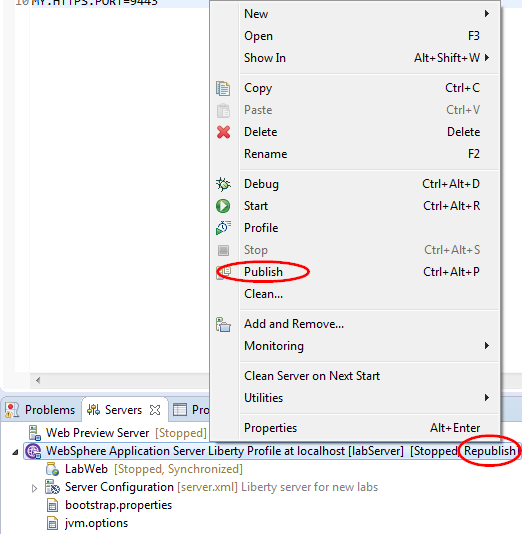 10 MY.HTTPS.PORT=9443
New
Open F3
Show In Alt+Shift+W
Copy Ctrl+C
Paste Ctrl+V
Delete Delete
Rename F2
Debug Ctrl+Alt+D
Start Ctrl+Alt+R
Profile
Stop Ctrl+Alt+S
Publish Ctrl+Alt+P
Clean...
Add and Remove...
Monitoring
Clean Server on Next Start
Utilities
Properties Alt+Enter
Problems Servers Pro
Web Preview Server [Stopped]
WebSphere Application Server Liberty Profile at localhost [labServer] [Stopped, Republish
LabWeb [Stopped, Synchronized]
Server Configuration [server.xml] Liberty server for new labs
bootstrap.properties
jvm.options